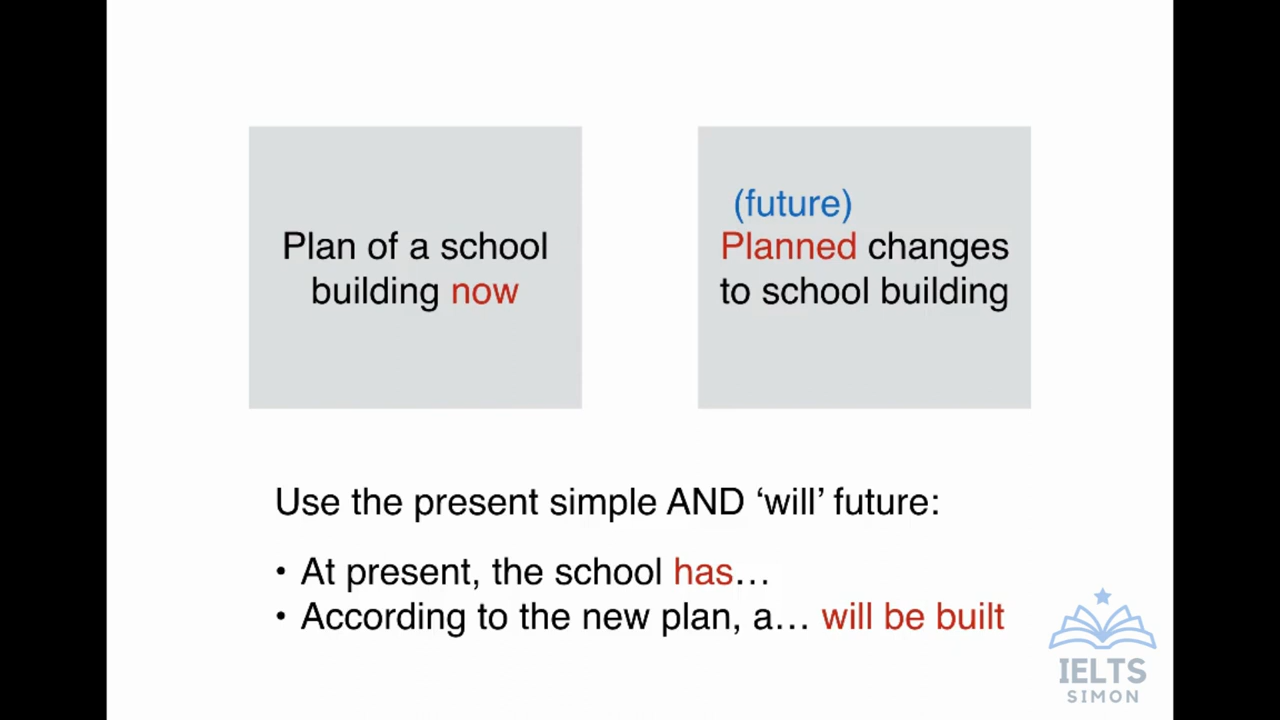 Plan of a school
building now
(future)
Planned changes
to school building
Use the present simple AND ‘will’ future:
• At present, the school has…
• According to the new plan, a… will be built
IELTS
SIMON